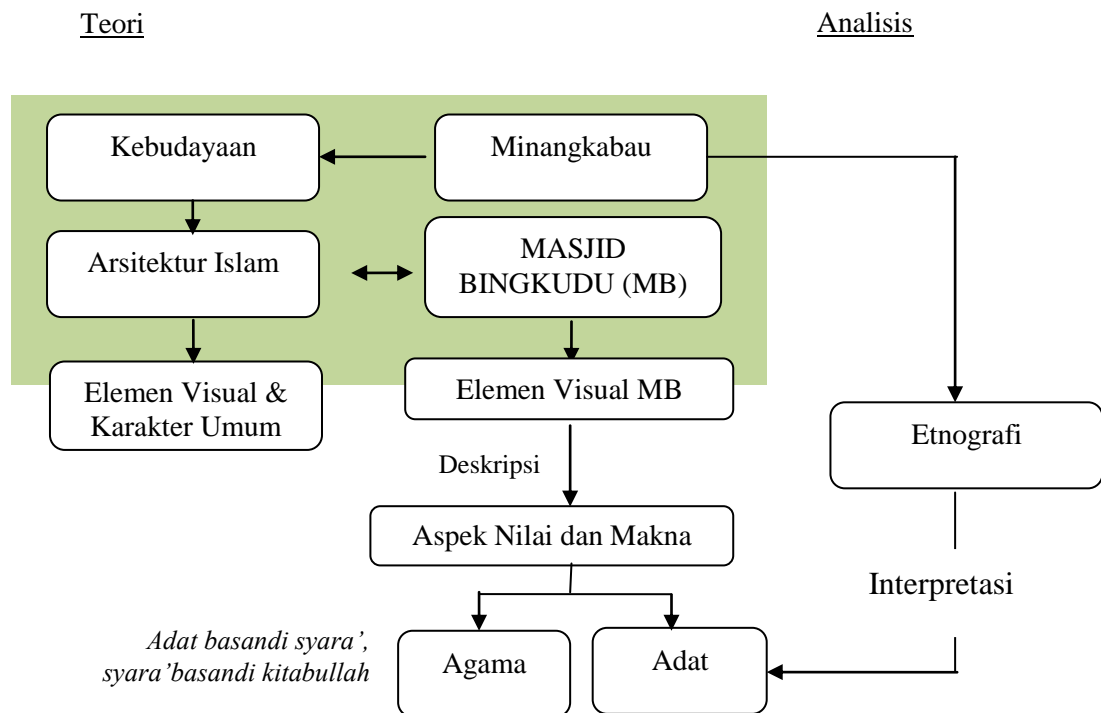 Teori
Analisis
Kebudayaan
Minangkabau
Arsitektur Islam
MASJID
BINGKUDU (MB)
Elemen Visual &
Karakter Umum
Elemen Visual MB
Etnografi
Deskripsi
Aspek Nilai dan Makna
Interpretasi
Adat basandi syara’,
syara’basandi kitabullah
Agama
Adat